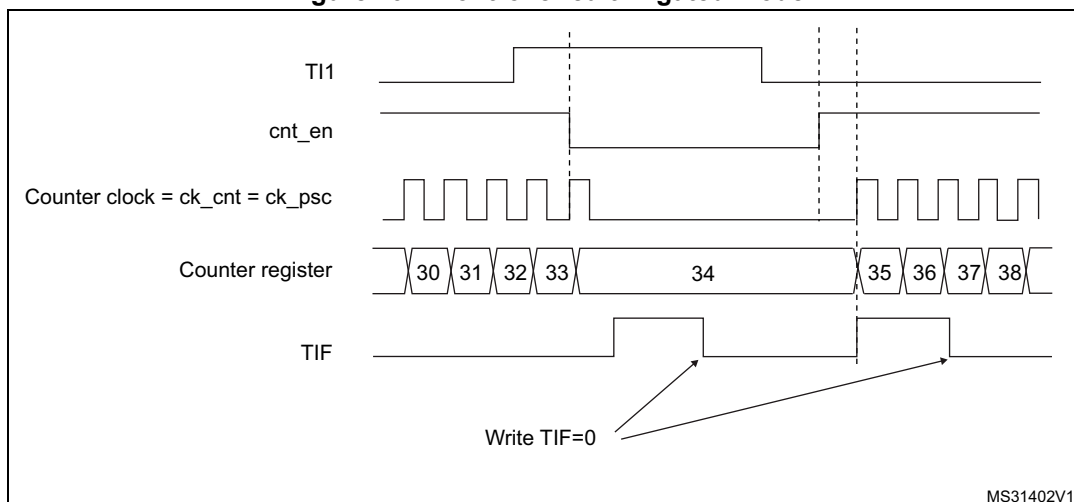 TI1
cnt_en
Counter clock = ck_cnt = ck_psc
Counter register
30 31 32 33 34 35 36 37 38
TIF
Write TIF=0
MS31402V1